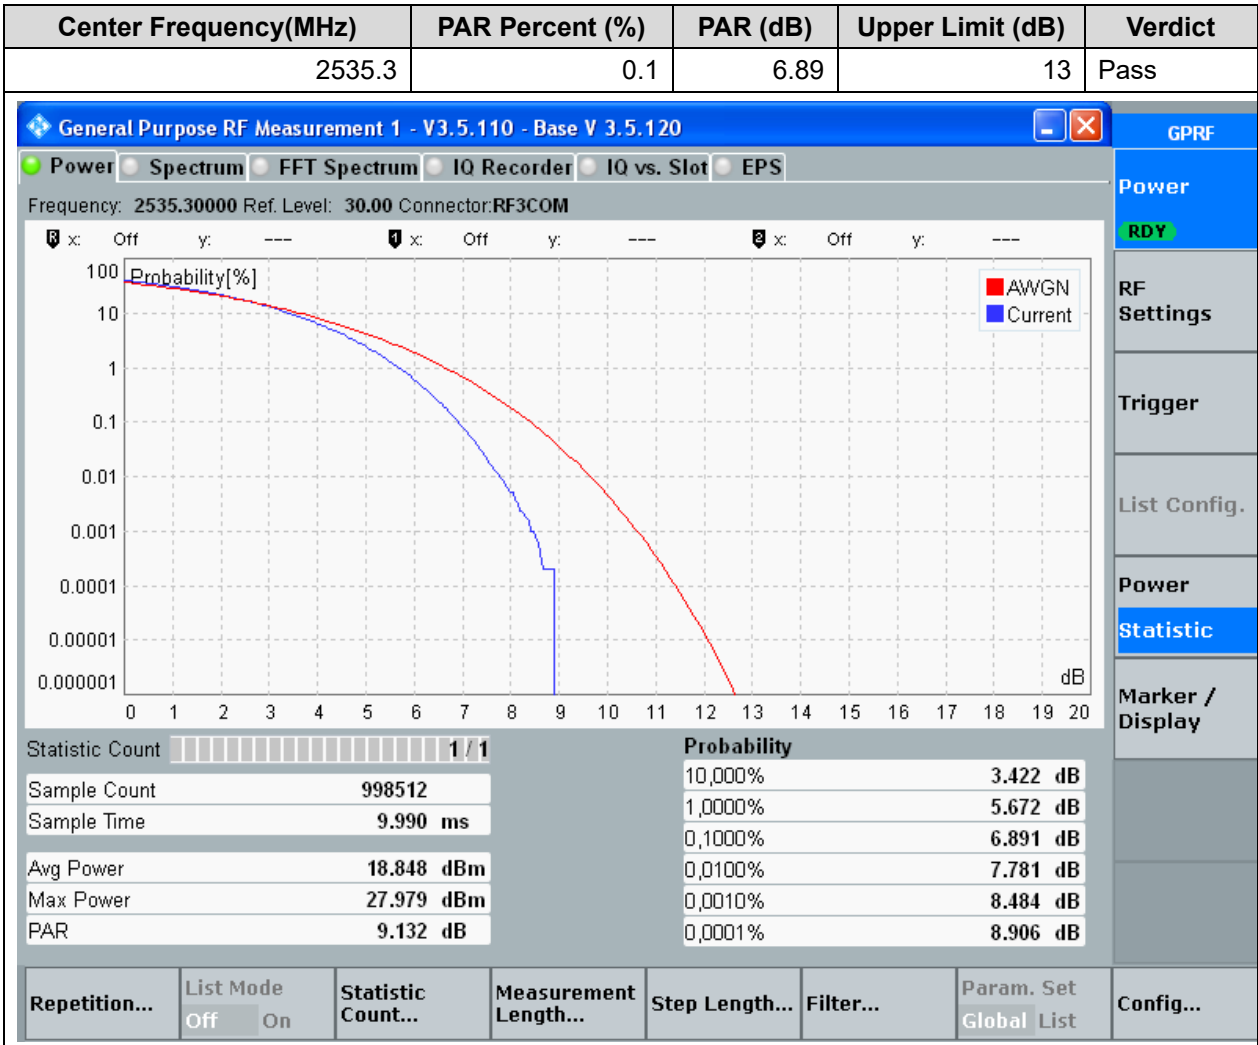 Center Frequency(MHz) PAR Percent (%) PAR (dB) Upper Limit (dB) Verdict
2535.3 0.1 6.89 13 Pass
General Purpose RF Measurement 1 - V3.5.110 - Base V 3.5.120
GPRF
Power Spectrum FFT Spectrum IQ Recorder IQ vs. Slot EPS
Power
RDY
Frequency: 2535.30000 Ref. Level: 30.00 Connector:RF3COM
R x: Off y: --- 1 x: Off y: --- 2 x: Off y: ---
Probability[%]
AWGN
Current
100
10
1
0.1
0.01
0.001
0.0001
0.00001
0.000001
dB
0 1 2 3 4 5 6 7 8 9 10 11 12 13 14 15 16 17 18 19 20
RF
Settings
Trigger
List Config.
Power
Statistic
Marker /
Display
Statistic Count 1 / 1
Sample Count 998512
Sample Time 9.990 ms
Avg Power 18.848 dBm
Max Power 27.979 dBm
PAR 9.132 dB
Probability
10,000% 3.422 dB
1,0000% 5.672 dB
0,1000% 6.891 dB
0,0100% 7.781 dB
0,0010% 8.484 dB
0,0001% 8.906 dB
Repetition...
List Mode
Off On
Statistic
Count...
Measurement
Length...
Step Length...
Filter...
Param. Set
Global List
Config...